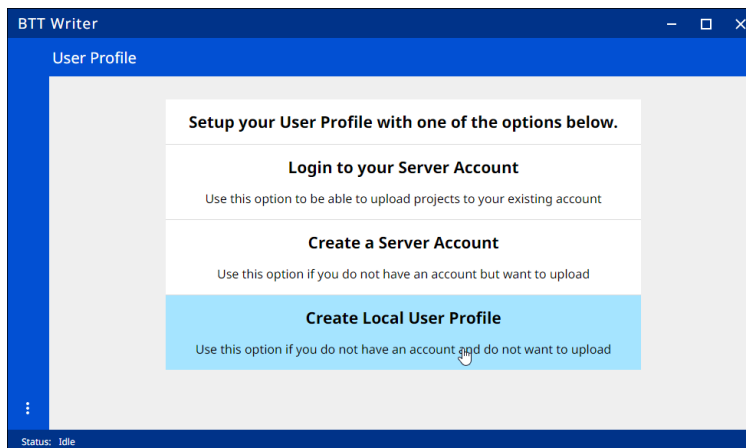 BTT Writer
User Profile
Setup your User Profile with one of the options below.
Login to your Server Account
Use this option to be able to upload projects to your existing account
Create a Server Account
Use this option if you do not have an account but want to upload
Create Local User Profile
Use this option if you do not have an account and do not want to upload
Status: Idle